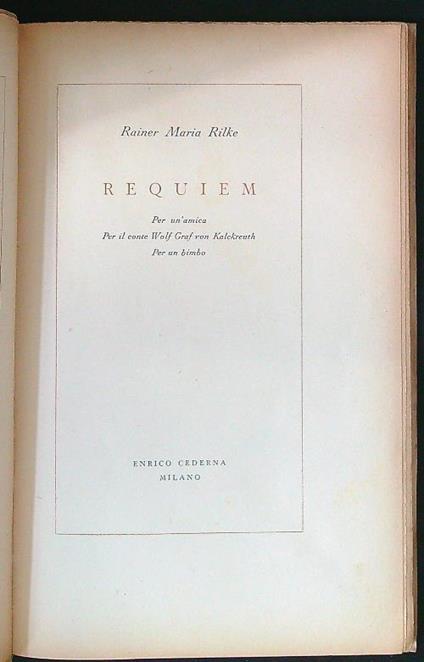 Rainer Maria Rilke
REQUIEM
Per un'amica
Per il conte Wolf Graf von Kalckreuth
Per un bimbo
ENRICO CEDERNA
MILANO